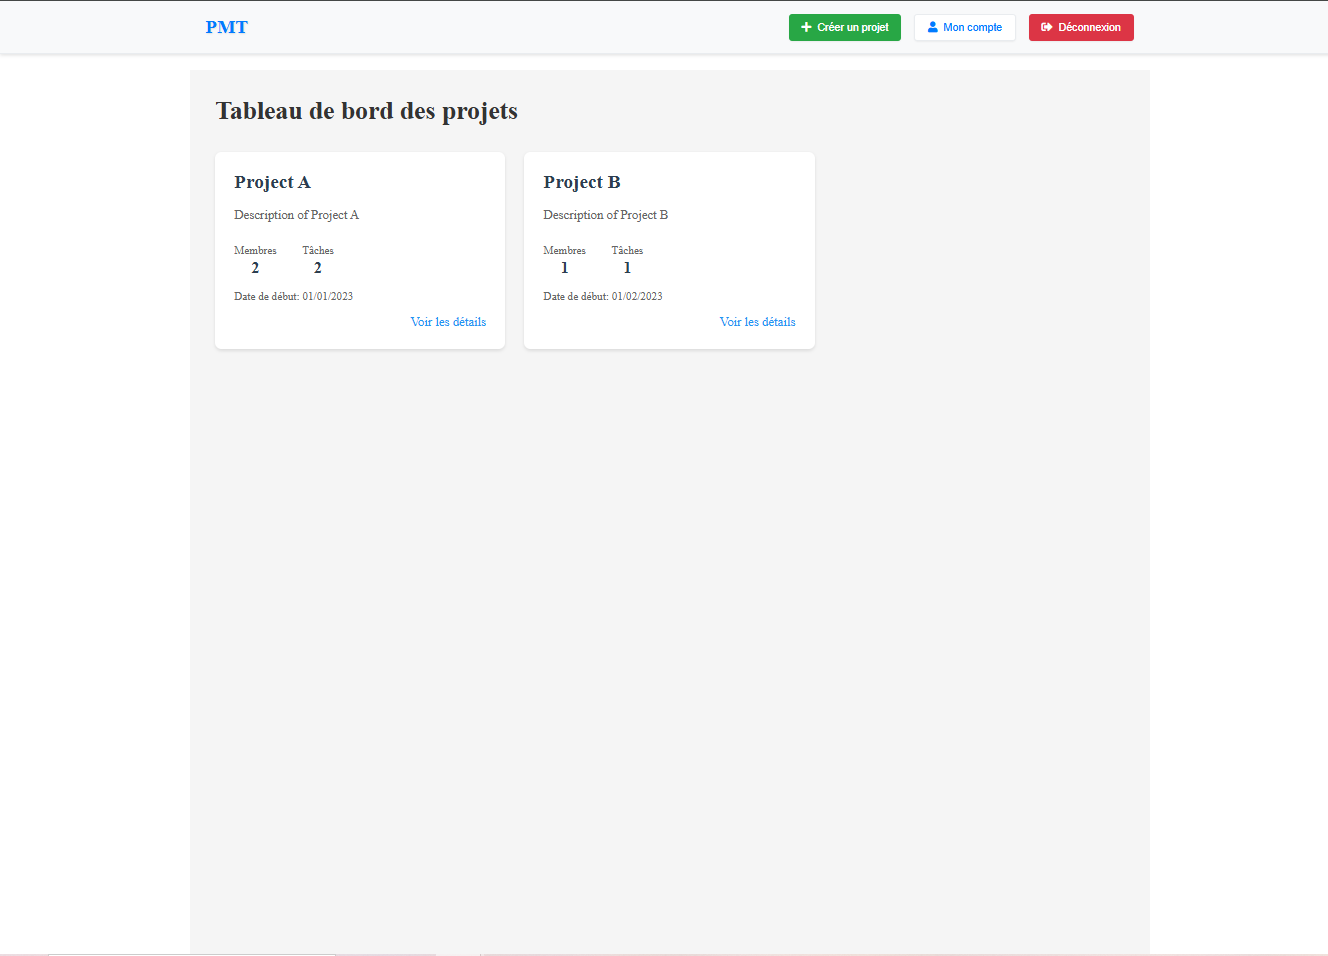 PMT
Créer un projet
Mon compte
Déconnexion
Tableau de bord des projets
Project A
Description of Project A
Membres Tâches
2 2
Date de début: 01/01/2023
Voir les détails
Project B
Description of Project B
Membres Tâches
1 1
Date de début: 01/02/2023
Voir les détails